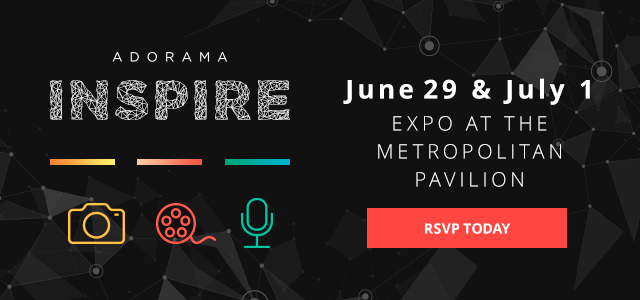 ADORAMA
INSPIRE
June 29 & July 1
EXPO AT THE
METROPOLITAN
PAVILION
RSVP TODAY